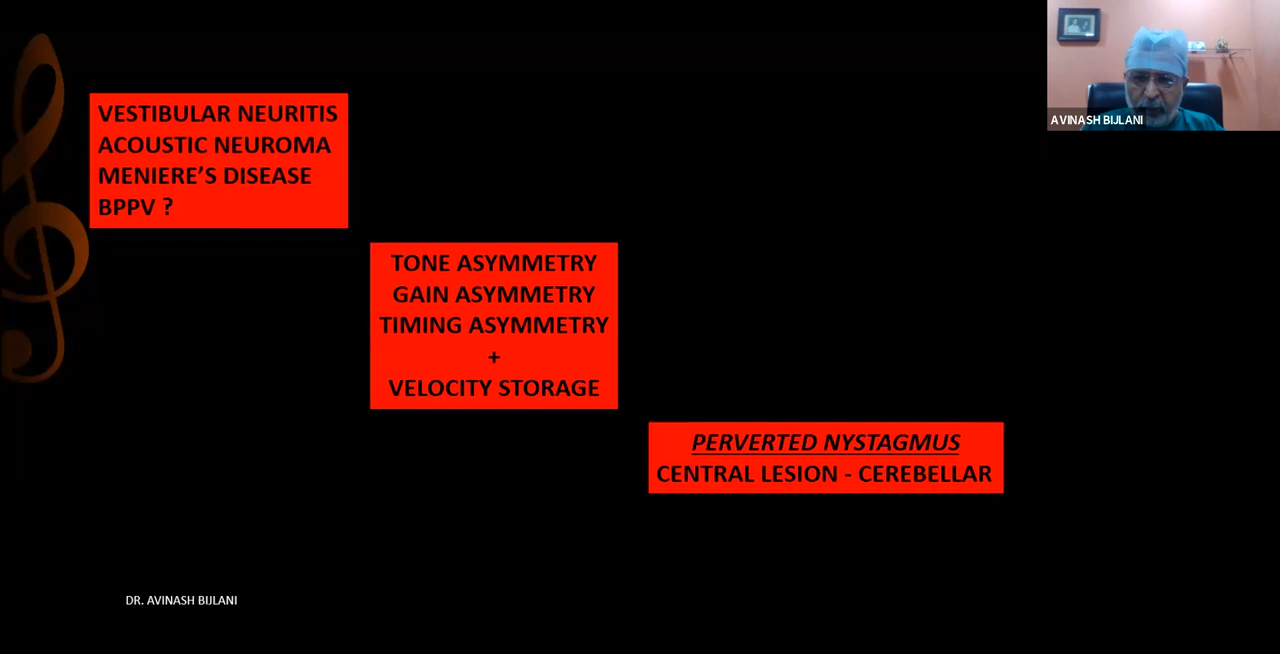 VESTIBULAR NEURITIS
ACOUSTIC NEUROMA
MENIERE’S DISEASE
BPPV ?
TONE ASYMMETRY
GAIN ASYMMETRY
TIMING ASYMMETRY
+
VELOCITY STORAGE
PERVERTED NYSTAGMUS
CENTRAL LESION - CEREBELLAR
DR. AVINASH BIJLANI
AVINASH BIJLANI